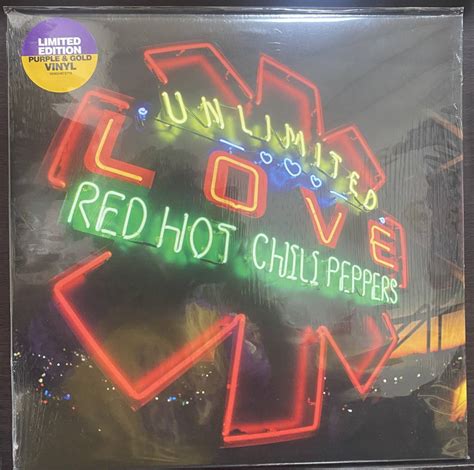 LIMITED
EDITION
PURPLE & GOLD
VINYL
UNLIMITED
LOVE
RED HOT CHILI PEPPERS